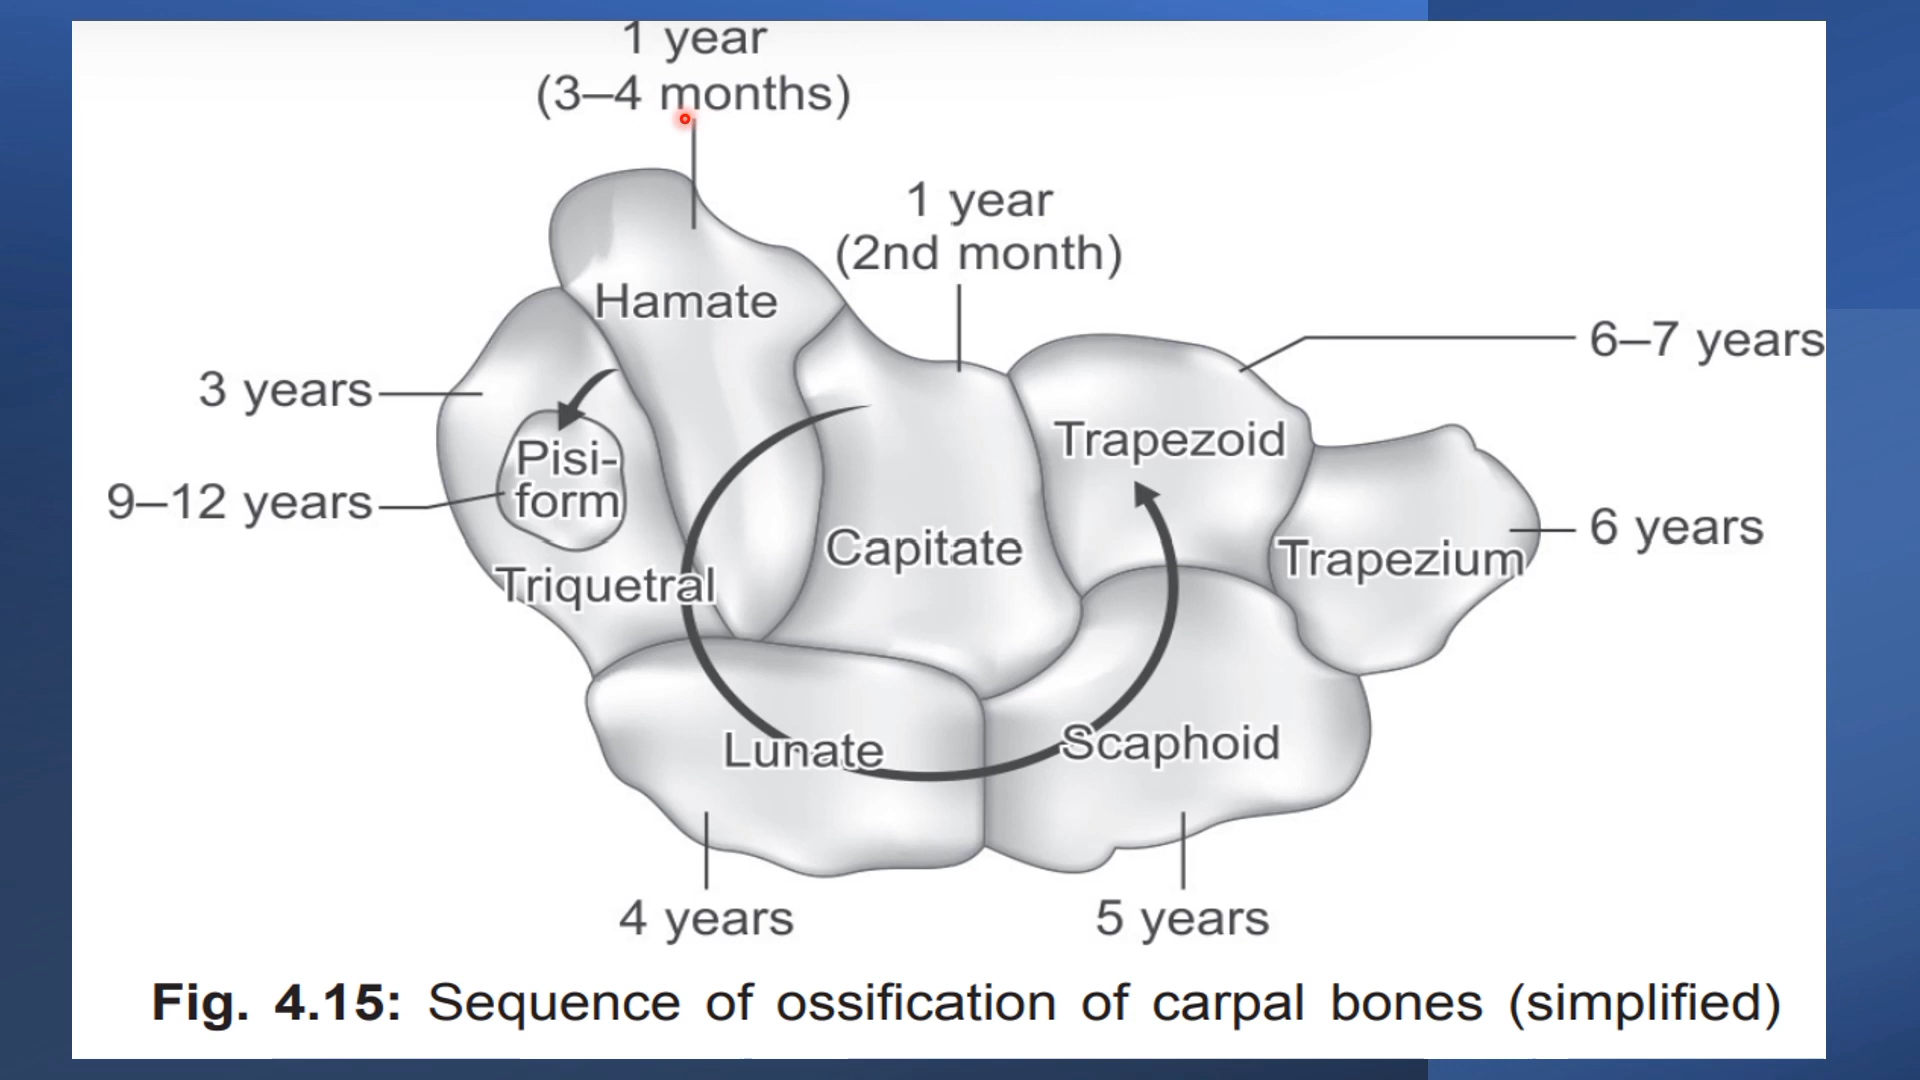 1 year
(3–4 months)
1 year
(2nd month)
Hamate
6–7 years
3 years
Trapezoid
Pisi-
form
9–12 years
6 years
Capitate
Trapezium
Triquetral
Lunate
Scaphoid
4 years
5 years
Fig. 4.15: Sequence of ossification of carpal bones (simplified)